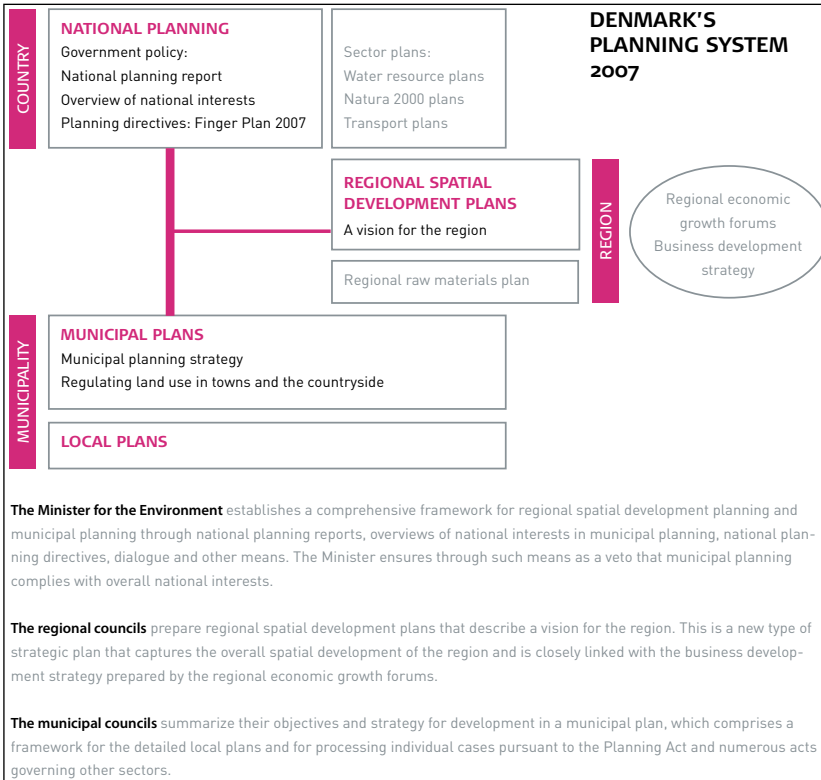 DENMARK'S
PLANNING SYSTEM
2007
COUNTRY
NATIONAL PLANNING
Government policy:
National planning report
Overview of national interests
Planning directives: Finger Plan 2007
Sector plans:
Water resource plans
Natura 2000 plans
Transport plans
REGIONAL SPATIAL
DEVELOPMENT PLANS
A vision for the region
Regional raw materials plan
REGION
Regional economic
growth forums
Business development
strategy
MUNICIPALITY
MUNICIPAL PLANS
Municipal planning strategy
Regulating land use in towns and the countryside
LOCAL PLANS
The Minister for the Environment establishes a comprehensive framework for regional spatial development planning and
municipal planning through national planning reports, overviews of national interests in municipal planning, national plan-
ning directives, dialogue and other means. The Minister ensures through such means as a veto that municipal planning
complies with overall national interests.
The regional councils prepare regional spatial development plans that describe a vision for the region. This is a new type of
strategic plan that captures the overall spatial development of the region and is closely linked with the business develop-
ment strategy prepared by the regional economic growth forums.
The municipal councils summarize their objectives and strategy for development in a municipal plan, which comprises a
framework for the detailed local plans and for processing individual cases pursuant to the Planning Act and numerous acts
governing other sectors.